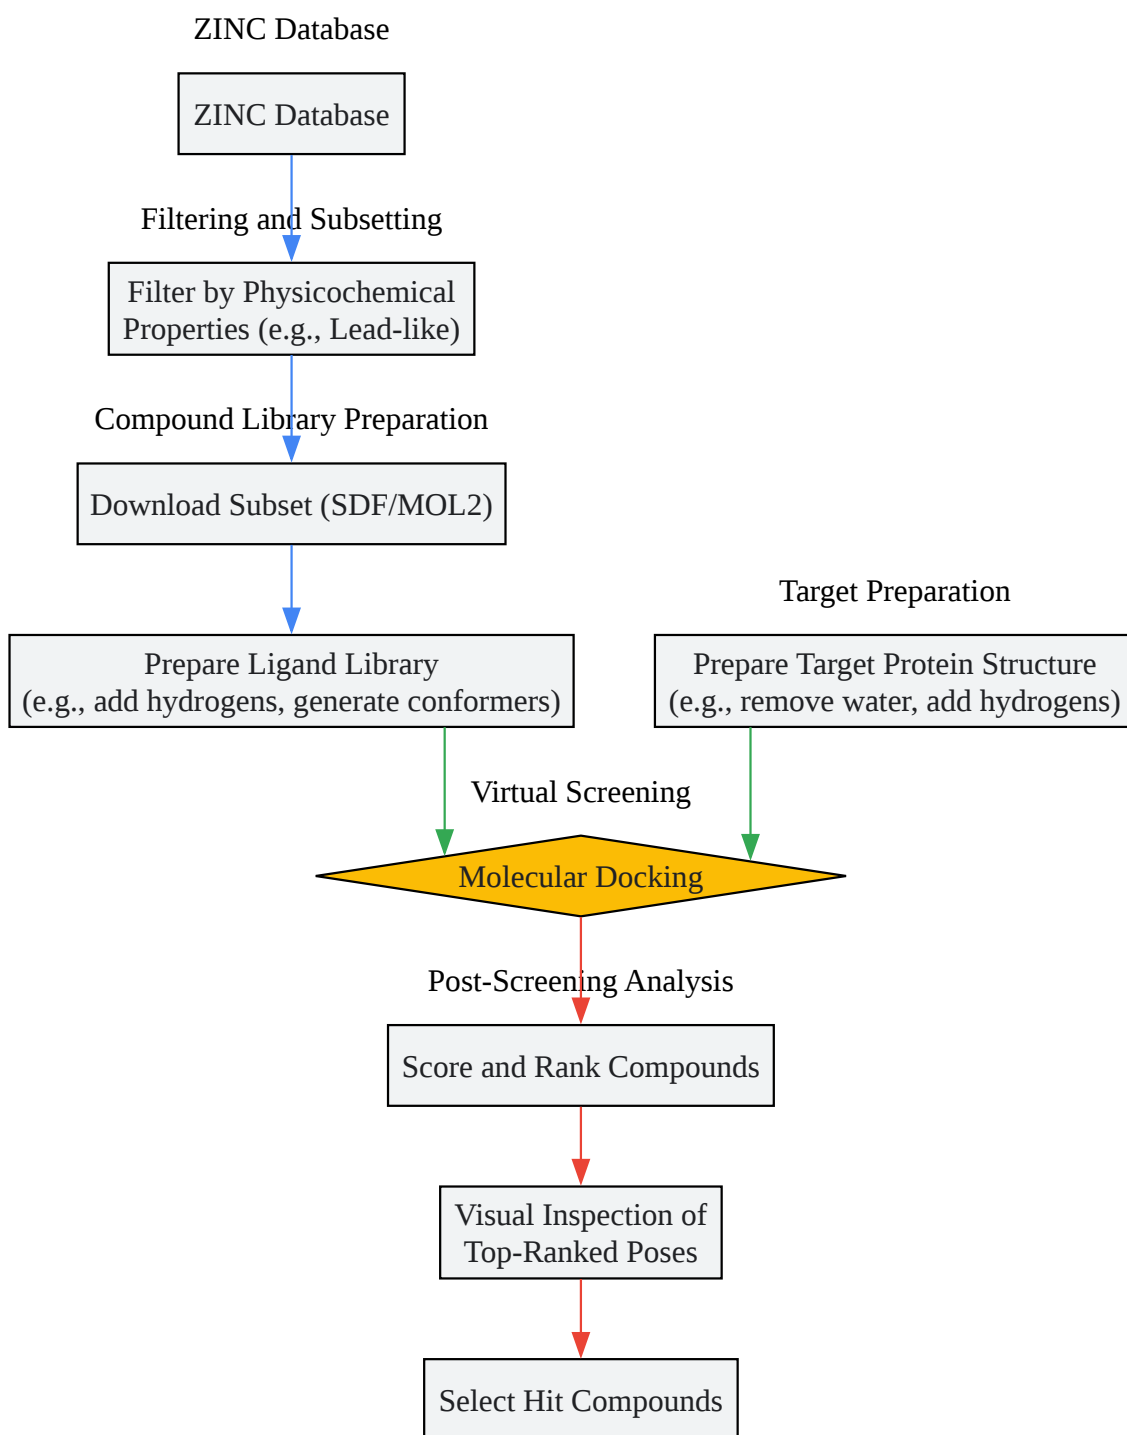 ZINC Database
ZINC Database
Filtering and Subsetting
Filter by Physicochemical
Properties (e.g., Lead-like)
Compound Library Preparation
Download Subset (SDF/MOL2)
Target Preparation
Prepare Ligand Library
(e.g., add hydrogens, generate conformers)
Prepare Target Protein Structure
(e.g., remove water, add hydrogens)
Virtual Screening
Molecular Docking
Post-Screening Analysis
Score and Rank Compounds
Visual Inspection of
Top-Ranked Poses
Select Hit Compounds